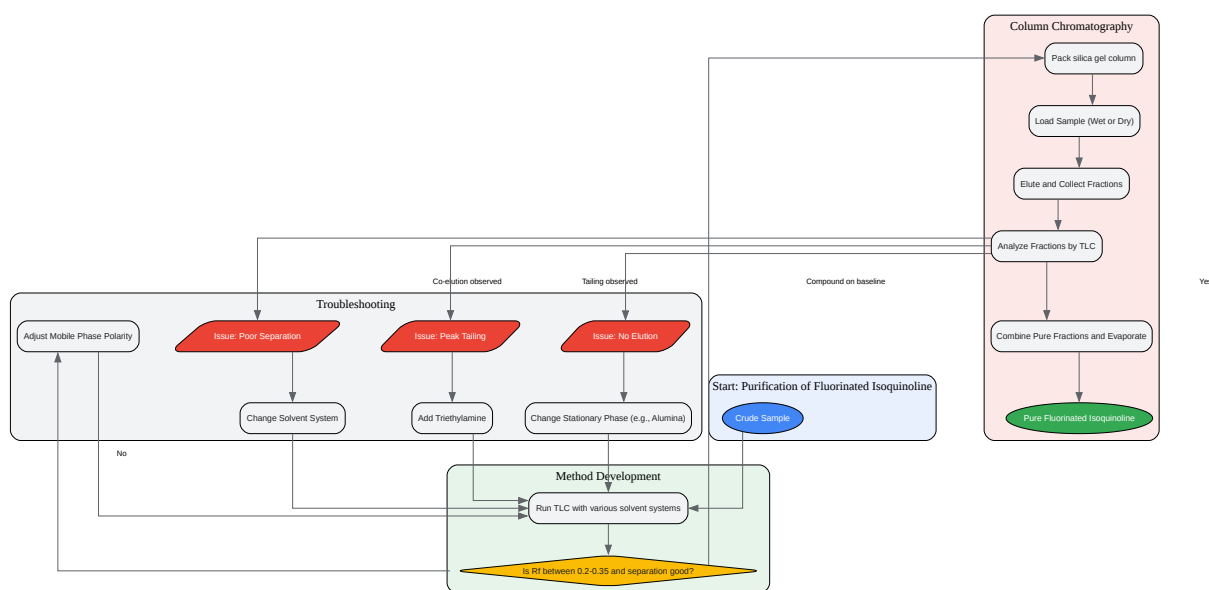 Column Chromatography
Pack silica gel column
Load Sample (Wet or Dry)
Elute and Collect Fractions
Analyze Fractions by TLC
Co-elution observed
Tailing observed
Compound on baseline
Troubleshooting
Adjust Mobile Phase Polarity
Issue: Poor Separation
Issue: Peak Tailing
Issue: No Elution
Combine Pure Fractions and Evaporate
Start: Purification of Fluorinated Isoquinoline
Change Solvent System
Add Triethylamine
Change Stationary Phase (e.g., Alumina)
Crude Sample
Pure Fluorinated Isoquinoline
No
Method Development
Run TLC with various solvent systems
Is Rf between 0.2-0.35 and separation good?